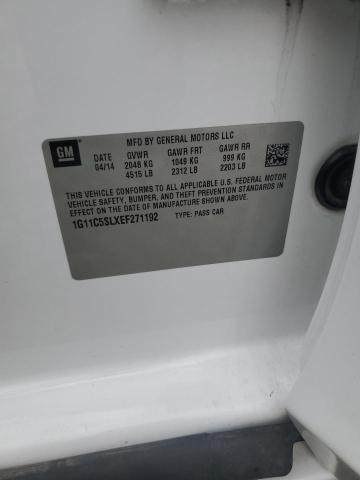 GM
MFD BY GENERAL MOTORS LLC
DATE GVWR GAWR FRT GAWR RR
04/14 2048 KG 1049 KG 999 KG
4515 LB 2312 LB 2203 LB
THIS VEHICLE CONFORMS TO ALL APPLICABLE U.S. FEDERAL MOTOR
VEHICLE SAFETY, BUMPER, AND THEFT PREVENTION STANDARDS IN
EFFECT ON THE DATE OF MANUFACTURE SHOWN ABOVE.
1G11C5SLXEF271192 TYPE: PASS CAR